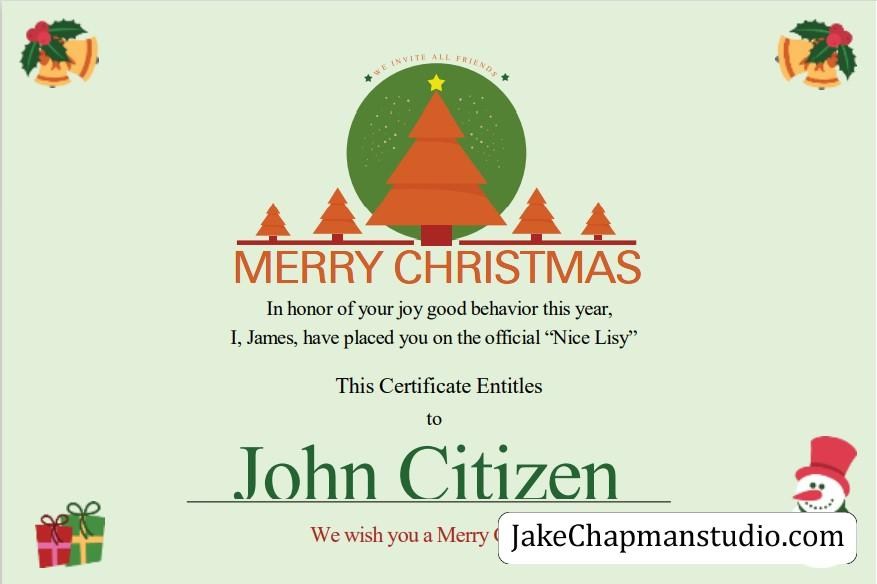 WE INVITE ALL FRIENDS
MERRY CHRISTMAS
In honor of your joy good behavior this year,
I, James, have placed you on the official “Nice Lisy”
This Certificate Entitles
to
John Citizen
We wish you a Merry
JakeChapmanstudio.com